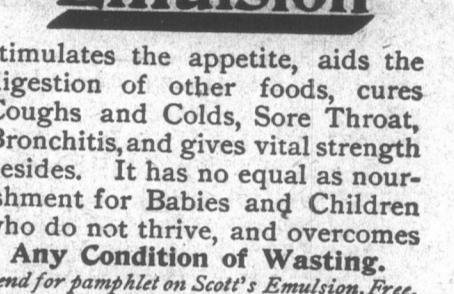 Emulsion
timulates the appetite, aids the
igestion of other foods, cures
Coughs and Colds, Sore Throat,
Bronchitis, and gives vital strength
esides. It has no equal as nour-
shment for Babies and Children
who do not thrive, and overcomes
Any Condition of Wasting.
end for pamphlet on Scott's Emulsion. Free.